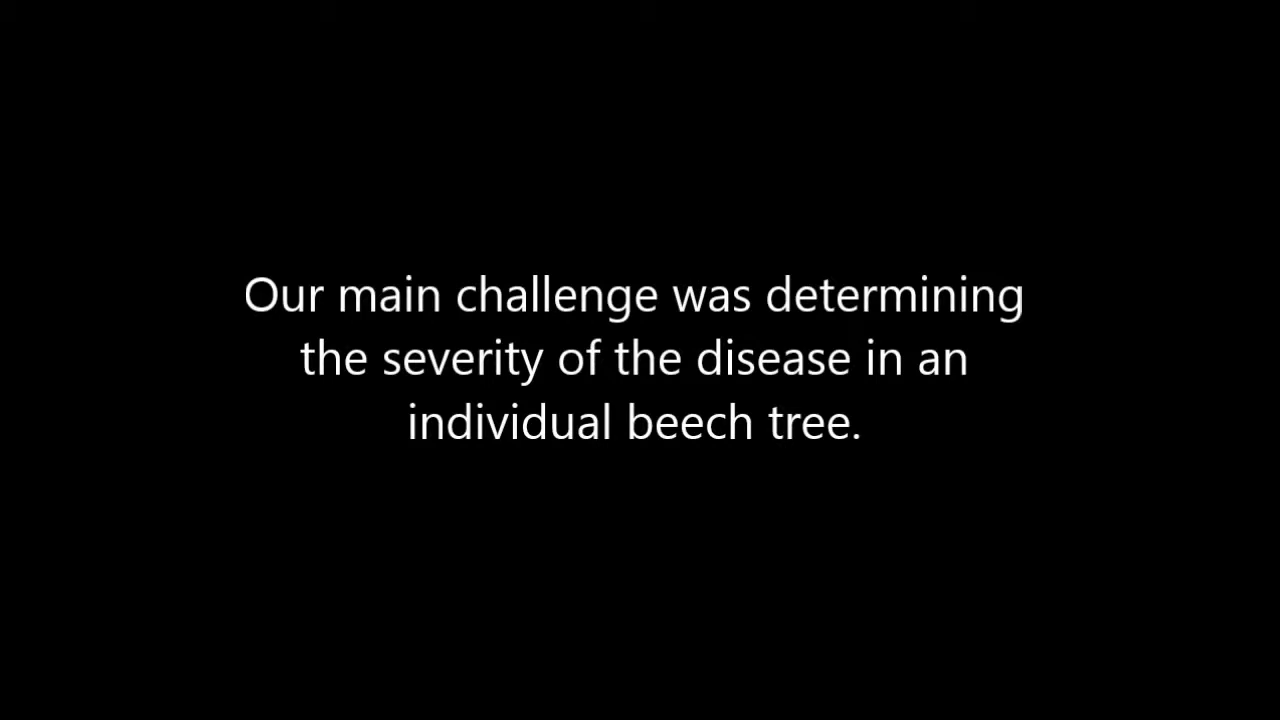 Our main challenge was determining
the severity of the disease in an
individual beech tree.